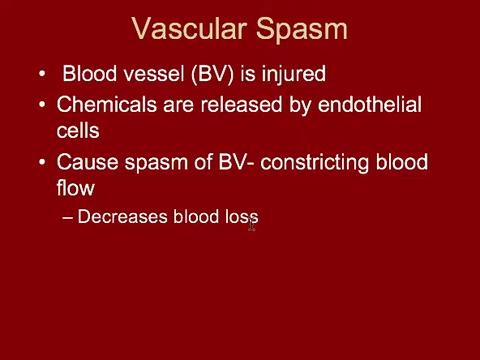 Vascular Spasm
• Blood vessel (BV) is injured
• Chemicals are released by endothelial
cells
• Cause spasm of BV- constricting blood
flow
– Decreases blood loss